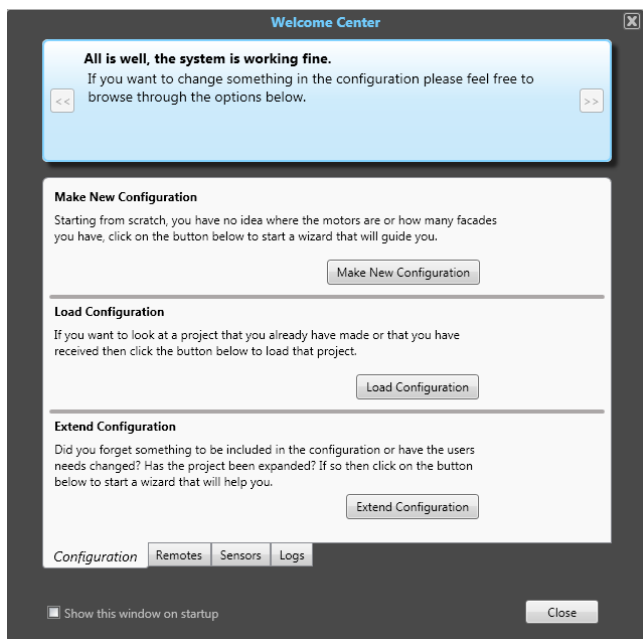 Welcome Center
All is well, the system is working fine.
If you want to change something in the configuration please feel free to
browse through the options below.
<<
>>
Make New Configuration
Starting from scratch, you have no idea where the motors are or how many facades
you have, click on the button below to start a wizard that will guide you.
Make New Configuration
Load Configuration
If you want to look at a project that you already have made or that you have
received then click the button below to load that project.
Load Configuration
Extend Configuration
Did you forget something to be included in the configuration or have the users
needs changed? Has the project been expanded? If so then click on the button
below to start a wizard that will help you.
Extend Configuration
Configuration Remotes Sensors Logs
Show this window on startup
Close